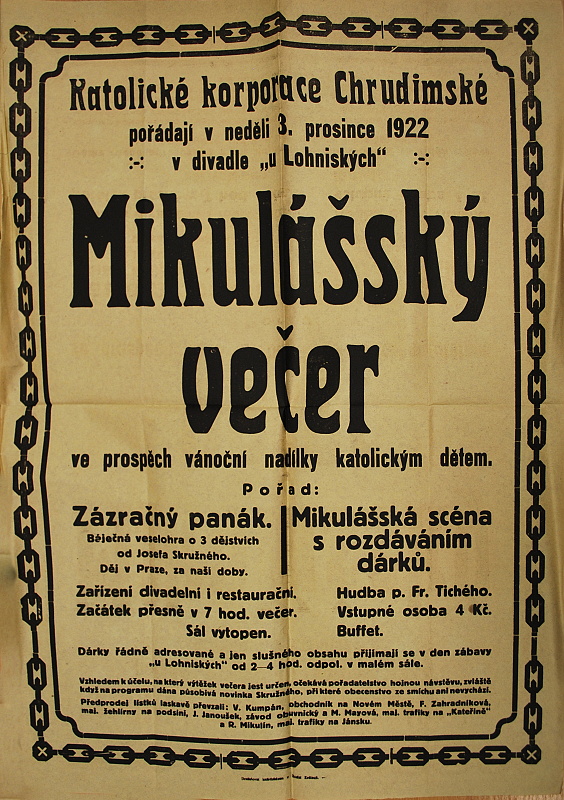 Katolické korporace Chrudimské
pořádají v neděli 3. prosince 1922
:-: v divadle „u Lohniských“ :-:
Mikulášský
večer
ve prospěch vánoční nadílky katolickým dětem.
Pořad:
Zázračný panák.
Báječná veselohra o 3 dějstvích
od Josefa Skružného.
Děj v Praze, za naší doby.
Mikulášská scéna
s rozdáváním
dárků.
Zařízení divadelní i restaurační.
Začátek přesně v 7 hod. večer.
Sál vytopen.
Hudba p. Fr. Tichého.
Vstupné osoba 4 Kč.
Buffet.
Dárky řádně adresované a jen slušného obsahu přijímají se v den zábavy
„u Lohniských“ od 2—4 hod. odpol. v malém sále.
Vzhledem k účelu, na který výtěžek večera jest určen, očekává pořadatelstvo hojnou návštěvu, zvláště
když na programu dána působivá novinka Skružného, při které obecenstvo ze smíchu ani nevychází.
Předprodej lístků laskavě převzali: V. Kumpán, obchodník na Novém Městě, F. Zahradníková,
mal. žehlírny na podsíni, J. Janoušek, závod obuvnický a M. Mayová, mal. trafiky na „Kateřině“
a R. Mikulín, maj. trafiky na Jánsku.